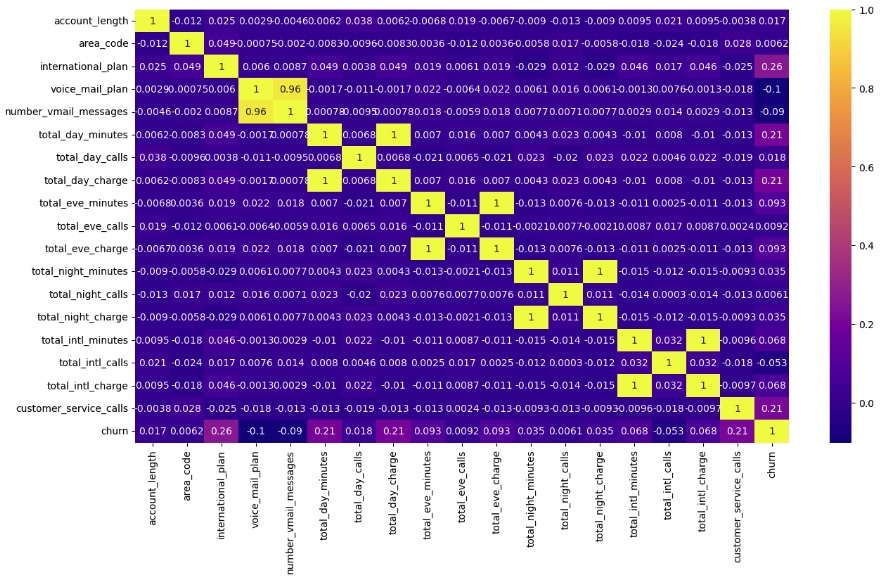 account_length 1 -0.012 0.025 0.0029 -0.0046 0.0062 0.038 0.0062 -0.0068 0.019 -0.0067 -0.009 -0.013 -0.009 0.0095 0.021 0.0095 -0.0038 0.017
area_code -0.012 1 0.049 -0.00075 -0.002 -0.0083 -0.0096 -0.0083 0.0036 -0.012 0.0036 -0.0058 0.017 -0.0058 -0.018 -0.024 -0.018 0.028 0.0062
international_plan 0.025 0.049 1 0.006 0.0087 0.049 0.0038 0.049 0.019 0.0061 0.019 -0.029 0.012 -0.029 0.046 0.017 0.046 -0.025 0.26
voice_mail_plan 0.0029 -0.00075 0.006 1 0.96 -0.0017 -0.011 -0.0017 0.022 -0.0064 0.022 0.0061 0.016 0.0061 -0.0013 0.0076 -0.0013 -0.018 -0.1
number_vmail_messages -0.0046 -0.002 0.0087 0.96 1 0.00078 -0.0095 0.00078 0.018 -0.0059 0.018 0.0077 0.0071 0.0077 0.0029 0.014 0.0029 -0.013 -0.09
total_day_minutes 0.0062 -0.0083 0.049 -0.0017 0.00078 1 0.0068 1 0.007 0.016 0.007 0.0043 0.023 0.0043 -0.01 0.008 -0.01 -0.013 0.21
total_day_calls 0.038 -0.0096 0.0038 -0.011 -0.0095 0.0068 1 0.0068 -0.021 0.0065 -0.021 0.023 -0.02 0.023 0.022 0.0046 0.022 -0.019 0.018
total_day_charge 0.0062 -0.0083 0.049 -0.0017 0.00078 1 0.0068 1 0.007 0.016 0.007 0.0043 0.023 0.0043 -0.01 0.008 -0.01 -0.013 0.21
total_eve_minutes -0.0068 0.0036 0.019 0.022 0.018 0.007 -0.021 0.007 1 -0.011 1 -0.013 0.0076 -0.013 -0.011 0.0025 -0.011 -0.013 0.093
total_eve_calls 0.019 -0.012 0.0061 -0.0064 -0.0059 0.016 0.0065 0.016 -0.011 1 -0.011 -0.0021 0.0077 -0.0021 0.0087 0.017 0.0087 0.0024 0.0092
total_eve_charge -0.0067 0.0036 0.019 0.022 0.018 0.007 -0.021 0.007 1 -0.011 1 -0.013 0.0076 -0.013 -0.011 0.0025 -0.011 -0.013 0.093
total_night_minutes -0.009 -0.0058 -0.029 0.0061 0.0077 0.0043 0.023 0.0043 -0.013 -0.0021 -0.013 1 0.011 1 -0.015 -0.012 -0.015 -0.0093 0.035
total_night_calls -0.013 0.017 0.012 0.016 0.0071 0.023 -0.02 0.023 0.0076 0.0077 0.0076 0.011 1 0.011 -0.014 0.0003 -0.014 -0.013 0.0061
total_night_charge -0.009 -0.0058 -0.029 0.0061 0.0077 0.0043 0.023 0.0043 -0.013 -0.0021 -0.013 1 0.011 1 -0.015 -0.012 -0.015 -0.0093 0.035
total_intl_minutes 0.0095 -0.018 0.046 -0.0013 0.0029 -0.01 0.022 -0.01 -0.011 0.0087 -0.011 -0.015 -0.014 -0.015 1 0.032 1 -0.0096 0.068
total_intl_calls 0.021 -0.024 0.017 0.0076 0.014 0.008 0.0046 0.008 0.0025 0.017 0.0025 -0.012 0.0003 -0.012 0.032 1 0.032 -0.018 -0.053
total_intl_charge 0.0095 -0.018 0.046 -0.0013 0.0029 -0.01 0.022 -0.01 -0.011 0.0087 -0.011 -0.015 -0.014 -0.015 1 0.032 1 -0.0097 0.068
customer_service_calls -0.0038 0.028 -0.025 -0.018 -0.013 -0.013 -0.019 -0.013 -0.013 0.0024 -0.013 -0.0093 -0.013 -0.0093 -0.0096 -0.018 -0.0097 1 0.21
churn 0.017 0.0062 0.26 -0.1 -0.09 0.21 0.018 0.21 0.093 0.0092 0.093 0.035 0.0061 0.035 0.068 -0.053 0.068 0.21 1
account_length
area_code
international_plan
voice_mail_plan
number_vmail_messages
total_day_minutes
total_day_calls
total_day_charge
total_eve_minutes
total_eve_calls
total_eve_charge
total_night_minutes
total_night_calls
total_night_charge
total_intl_minutes
total_intl_calls
total_intl_charge
customer_service_calls
churn
1.0
0.8
0.6
0.4
0.2
0.0